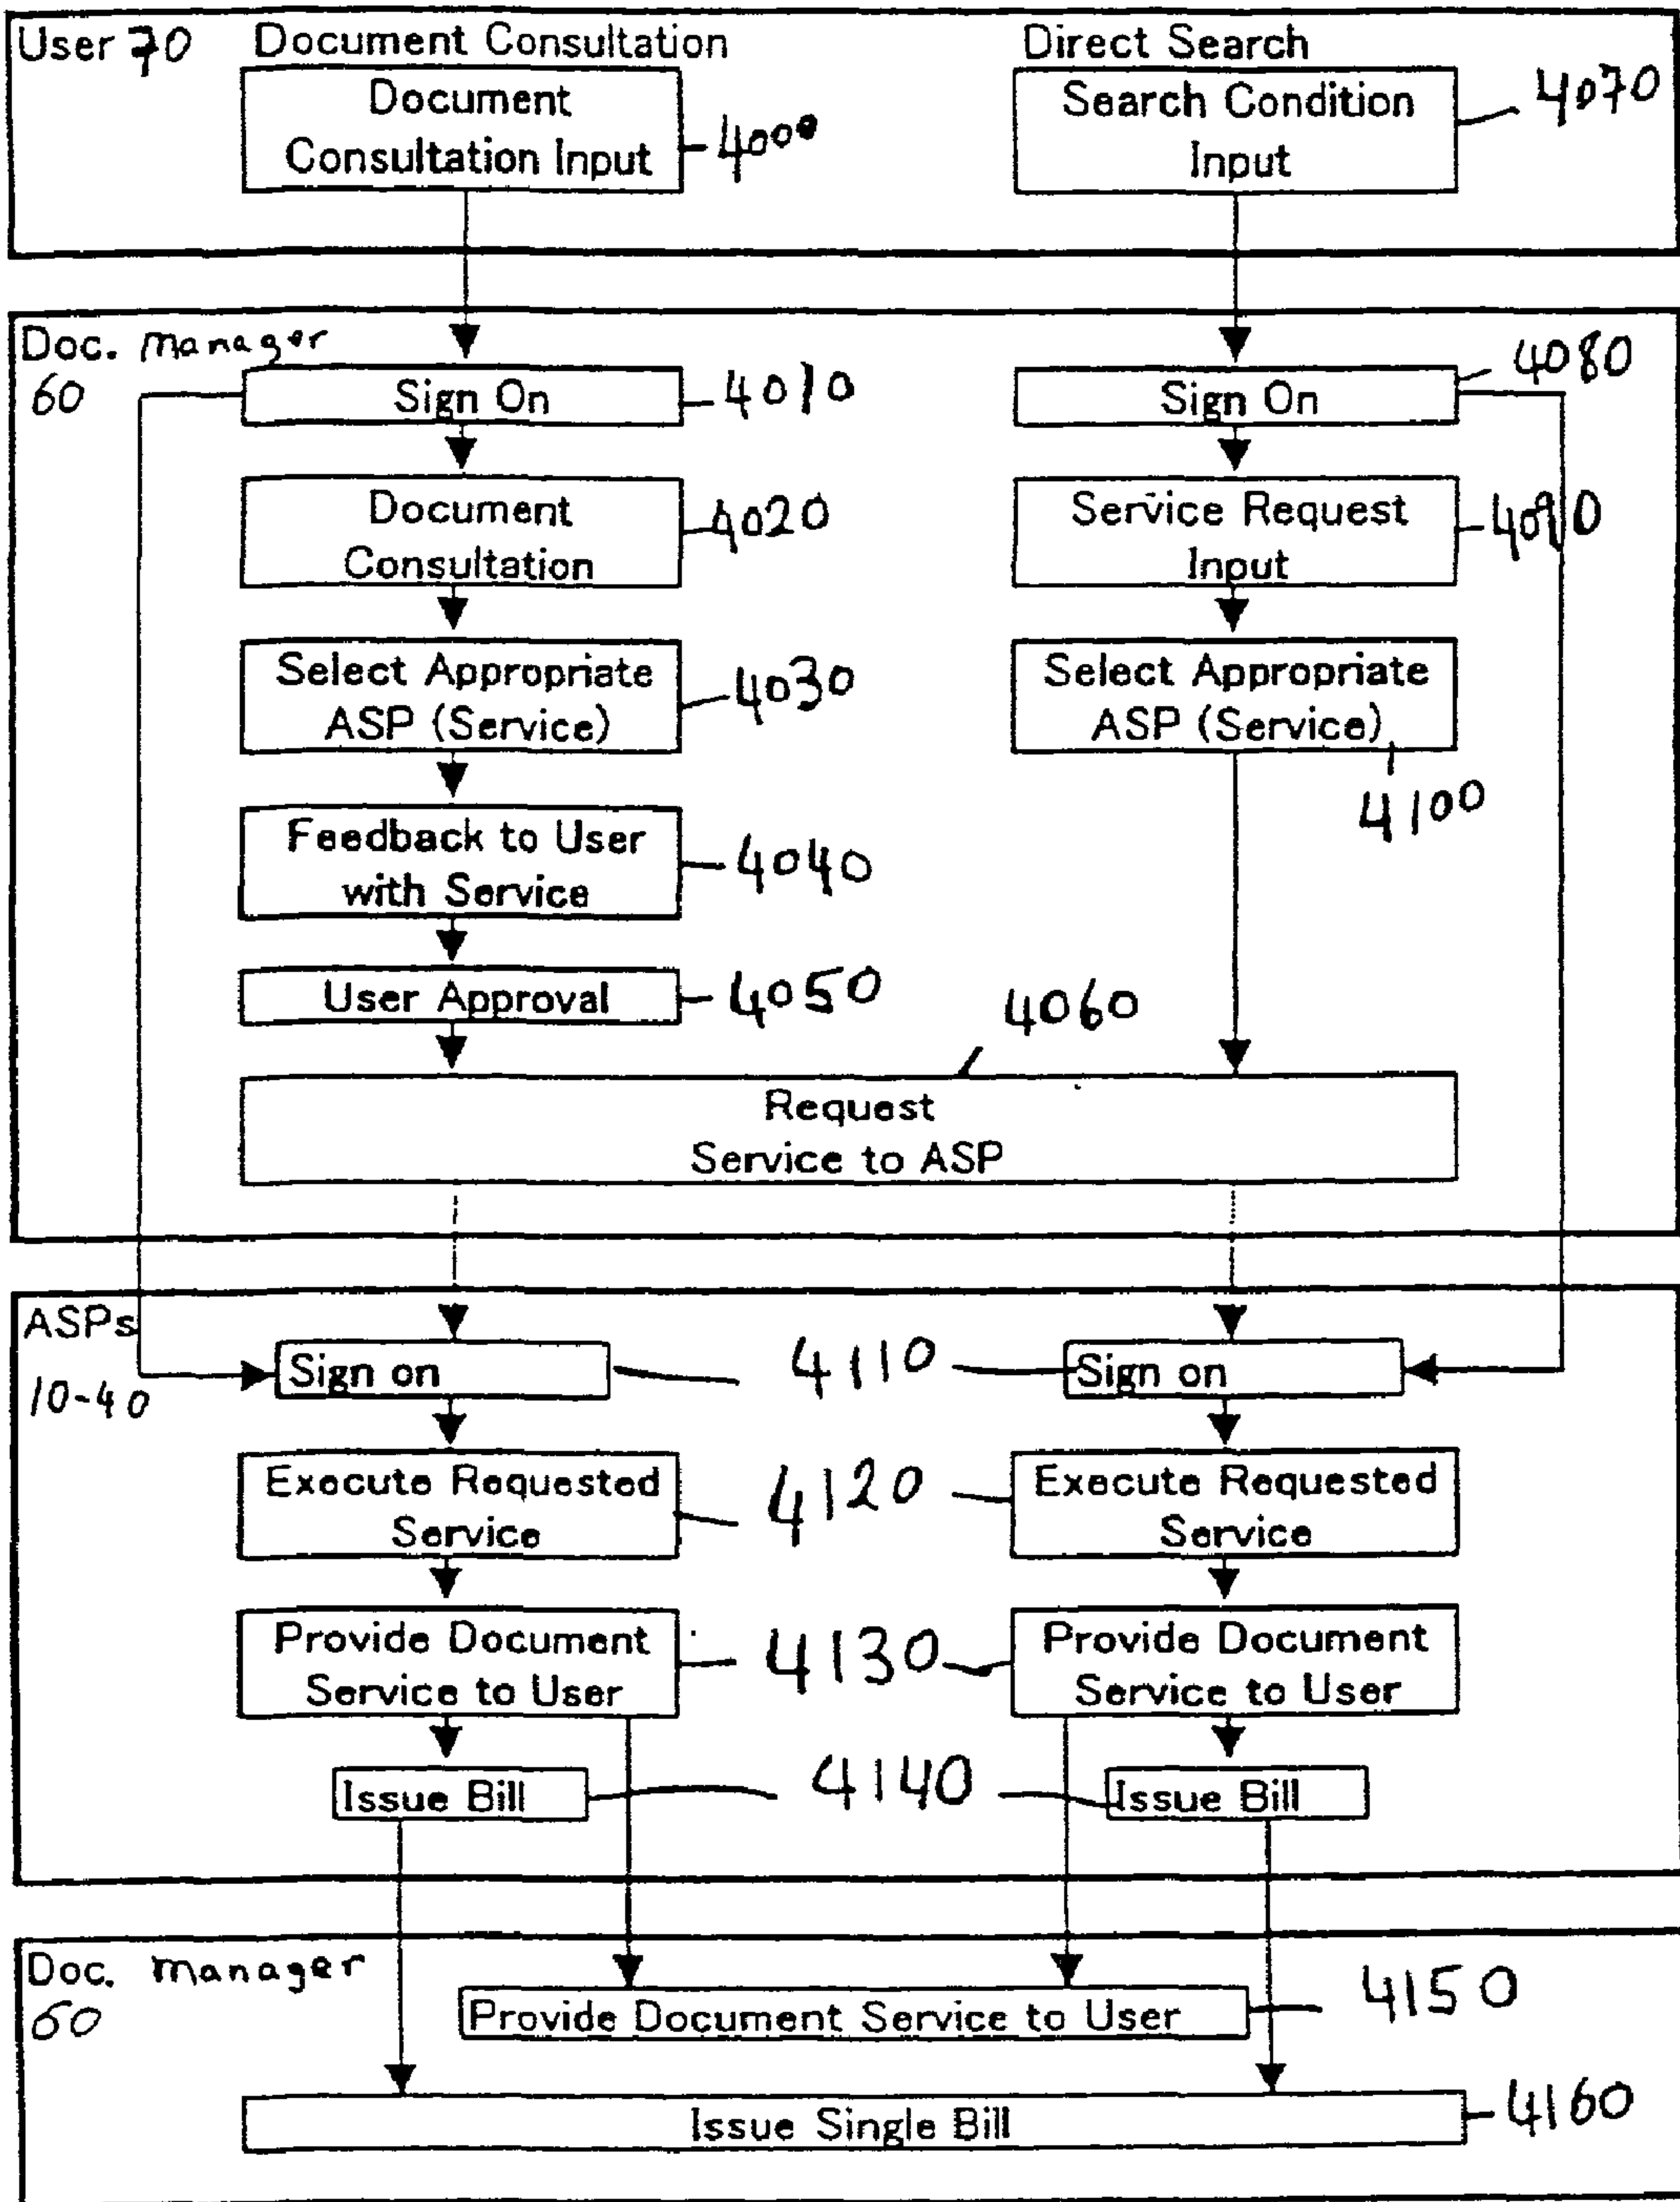 User 70 Document Consultation Direct Search
Document
Consultation Input
4000
Search Condition
Input
4070
Doc. manager
60
Sign On
4010
Sign On
4080
Document
Consultation
4020
Service Request
Input
4090
Select Appropriate
ASP (Service)
4030
Select Appropriate
ASP (Service)
4100
Feedback to User
with Service
4040
User Approval
4050
4060
Request
Service to ASP
ASPs
10-40
Sign on
4110
Sign on
Execute Requested
Service
4120
Execute Requested
Service
Provide Document
Service to User
4130
Provide Document
Service to User
Issue Bill
4140
Issue Bill
Doc. manager
60
Provide Document Service to User
4150
Issue Single Bill
4160